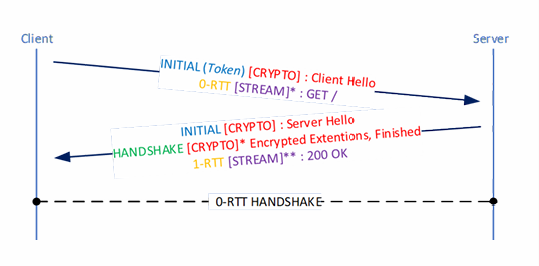 Client
Server
INITIAL (Token) [CRYPTO] : Client Hello
0-RTT [STREAM]* : GET /
INITIAL [CRYPTO] : Server Hello
HANDSHAKE [CRYPTO]* Encrypted Extentions, Finished
1-RTT [STREAM]** : 200 OK
0-RTT HANDSHAKE